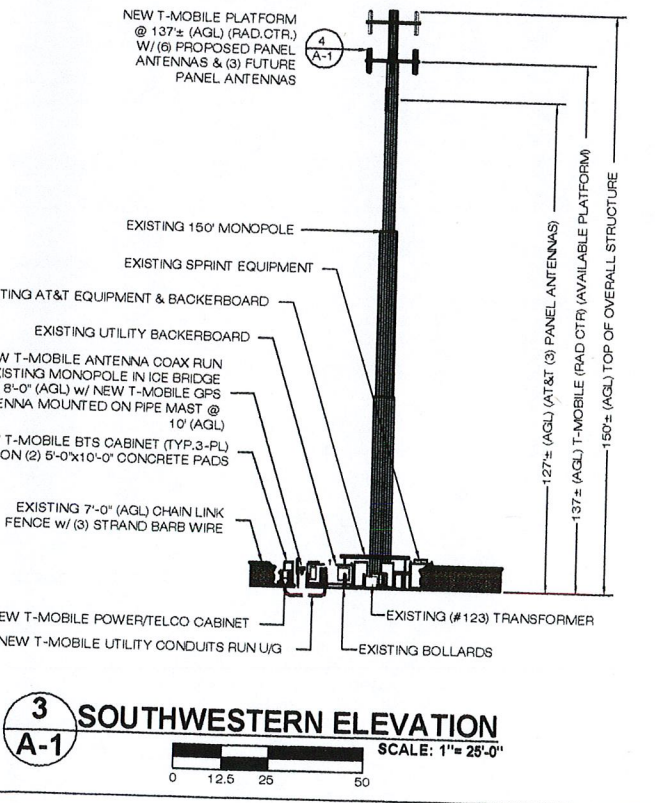 NEW T-MOBILE PLATFORM
@ 137'± (AGL) (RAD.CTR.)
W/ (6) PROPOSED PANEL
ANTENNAS & (3) FUTURE
PANEL ANTENNAS
4
A-1
EXISTING 150' MONOPOLE
EXISTING SPRINT EQUIPMENT
TING AT&T EQUIPMENT & BACKERBOARD
EXISTING UTILITY BACKERBOARD
W T-MOBILE ANTENNA COAX RUN
XISTING MONOPOLE IN ICE BRIDGE
8'-0" (AGL) w/ NEW T-MOBILE GPS
ENNA MOUNTED ON PIPE MAST @
10' (AGL)
T-MOBILE BTS CABINET (TYP.3-PL)
ON (2) 5'-0"x10'-0" CONCRETE PADS
EXISTING 7'-0" (AGL) CHAIN LINK
FENCE w/ (3) STRAND BARB WIRE
EW T-MOBILE POWER/TELCO CABINET
NEW T-MOBILE UTILITY CONDUITS RUN U/G
EXISTING (#123) TRANSFORMER
EXISTING BOLLARDS
127'± (AGL) (AT&T (3) PANEL ANTENNAS)
137'± (AGL) T-MOBILE (RAD CTR) (AVAILABLE PLATFORM)
150'± (AGL) TOP OF OVERALL STRUCTURE
3
A-1
SOUTHWESTERN ELEVATION
SCALE: 1"= 25'-0"
0 12.5 25 50